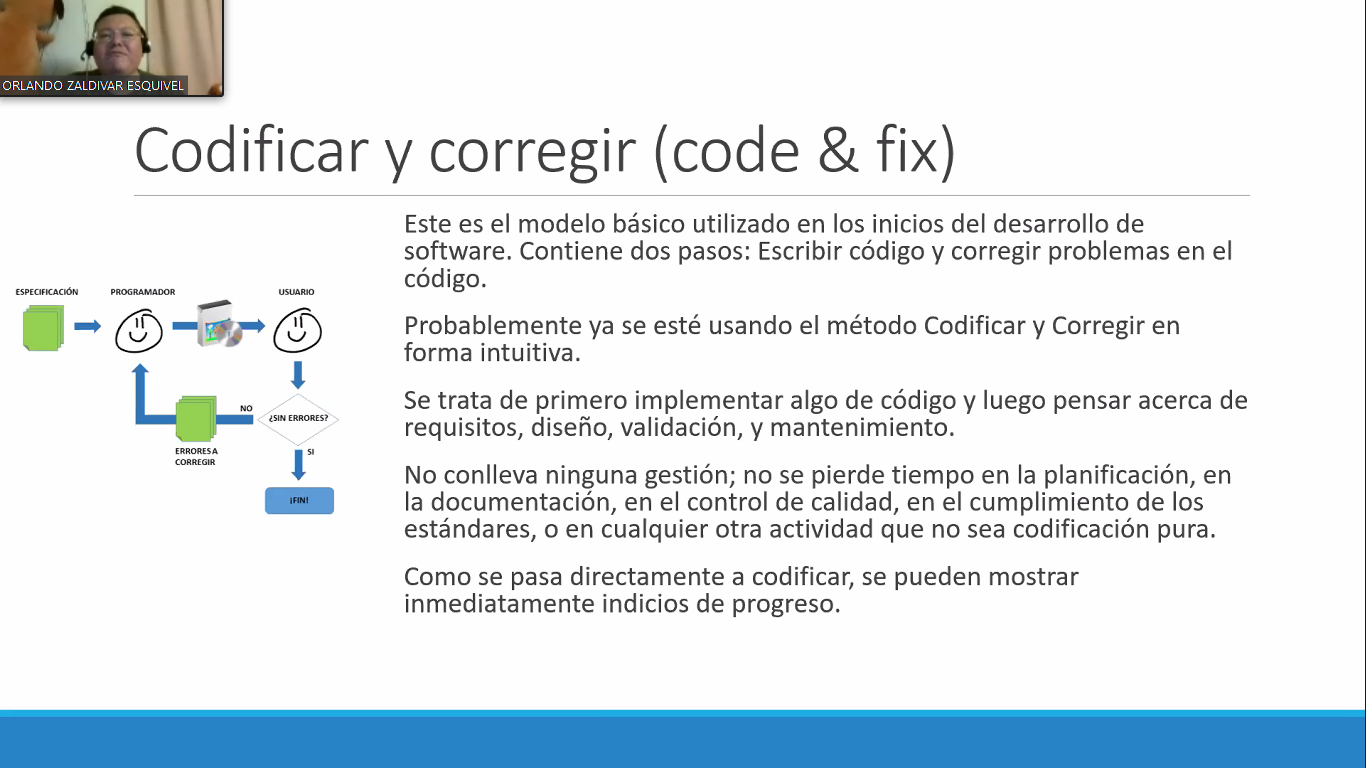 ORLANDO ZALDIVAR ESQUIVEL
Codificar y corregir (code & fix)
Este es el modelo básico utilizado en los inicios del desarrollo de
software. Contiene dos pasos: Escribir código y corregir problemas en el
código.
Probablemente ya se esté usando el método Codificar y Corregir en
forma intuitiva.
Se trata de primero implementar algo de código y luego pensar acerca de
requisitos, diseño, validación, y mantenimiento.
No conlleva ninguna gestión; no se pierde tiempo en la planificación, en
la documentación, en el control de calidad, en el cumplimiento de los
estándares, o en cualquier otra actividad que no sea codificación pura.
Como se pasa directamente a codificar, se pueden mostrar
inmediatamente indicios de progreso.
ESPECIFICACIÓN
PROGRAMADOR
USUARIO
¿SIN ERRORES?
NO
ERRORES A
CORREGIR
SI
¡FIN!